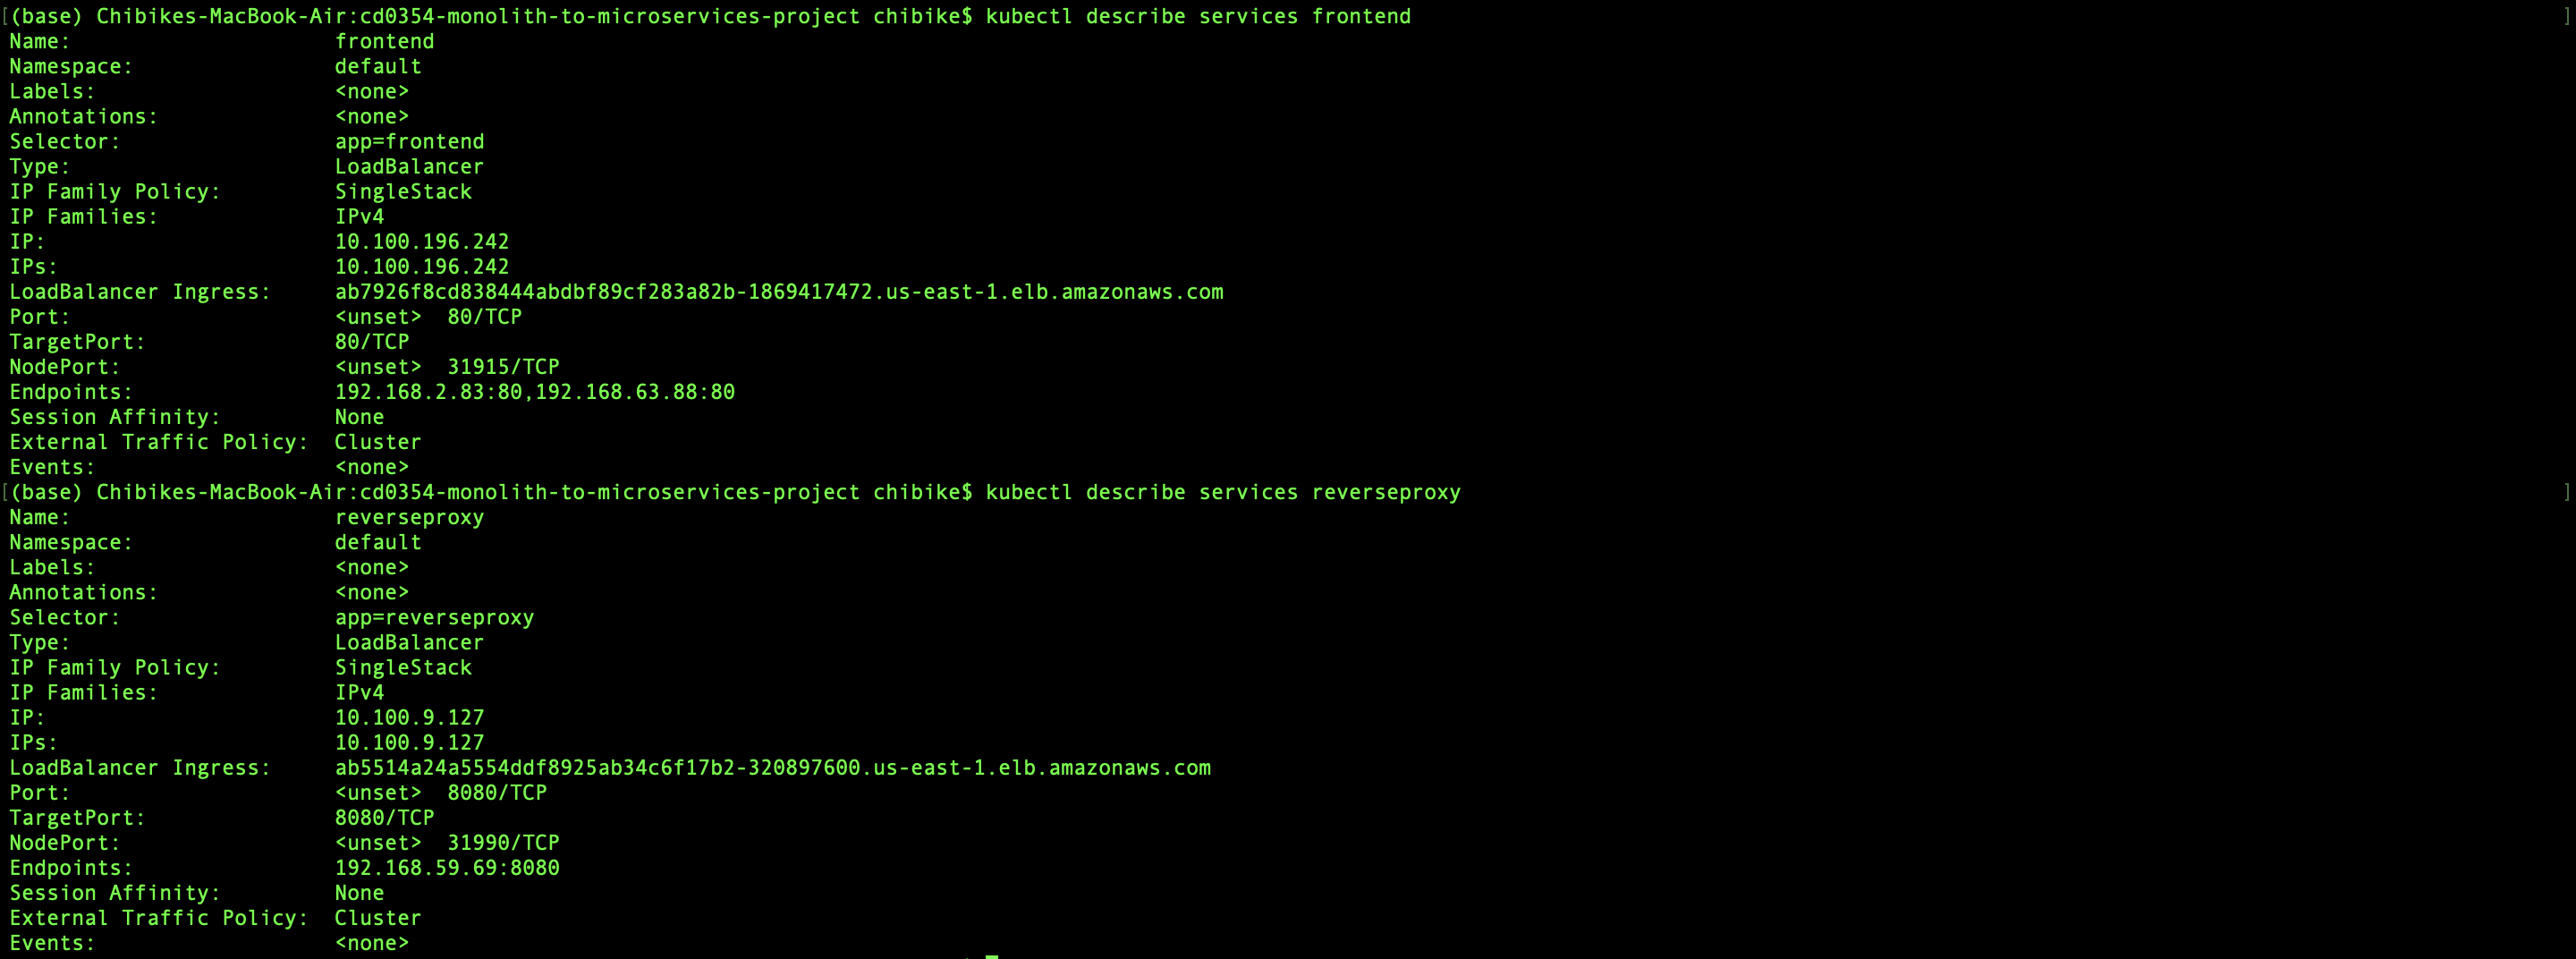 [(base) Chibikes-MacBook-Air:cd0354-monolith-to-microservices-project chibike$ kubectl describe services frontend ]
Name: frontend
Namespace: default
Labels: <none>
Annotations: <none>
Selector: app=frontend
Type: LoadBalancer
IP Family Policy: SingleStack
IP Families: IPv4
IP: 10.100.196.242
IPs: 10.100.196.242
LoadBalancer Ingress: ab7926f8cd838444abdbf89cf283a82b-1869417472.us-east-1.elb.amazonaws.com
Port: <unset> 80/TCP
TargetPort: 80/TCP
NodePort: <unset> 31915/TCP
Endpoints: 192.168.2.83:80,192.168.63.88:80
Session Affinity: None
External Traffic Policy: Cluster
Events: <none>
[(base) Chibikes-MacBook-Air:cd0354-monolith-to-microservices-project chibike$ kubectl describe services reverseproxy ]
Name: reverseproxy
Namespace: default
Labels: <none>
Annotations: <none>
Selector: app=reverseproxy
Type: LoadBalancer
IP Family Policy: SingleStack
IP Families: IPv4
IP: 10.100.9.127
IPs: 10.100.9.127
LoadBalancer Ingress: ab5514a24a5554ddf8925ab34c6f17b2-320897600.us-east-1.elb.amazonaws.com
Port: <unset> 8080/TCP
TargetPort: 8080/TCP
NodePort: <unset> 31990/TCP
Endpoints: 192.168.59.69:8080
Session Affinity: None
External Traffic Policy: Cluster
Events: <none>